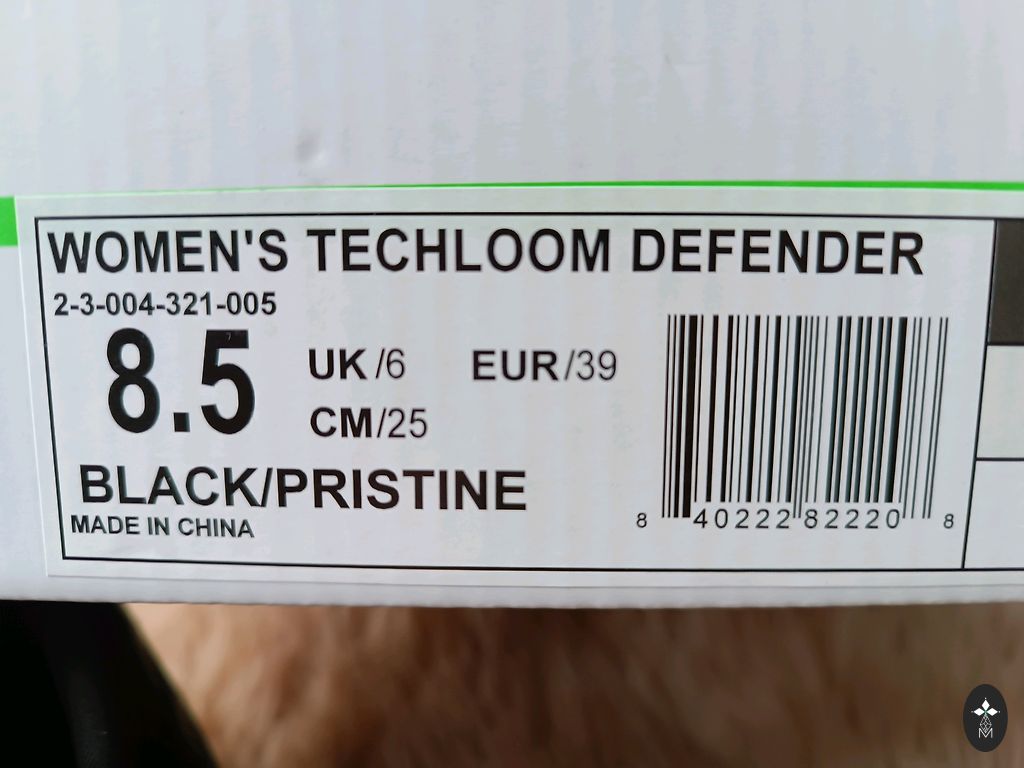 WOMEN'S TECHLOOM DEFENDER
2-3-004-321-005
8.5
UK /6 EUR/39
CM/25
BLACK/PRISTINE
MADE IN CHINA
8 40222 82220 8
M